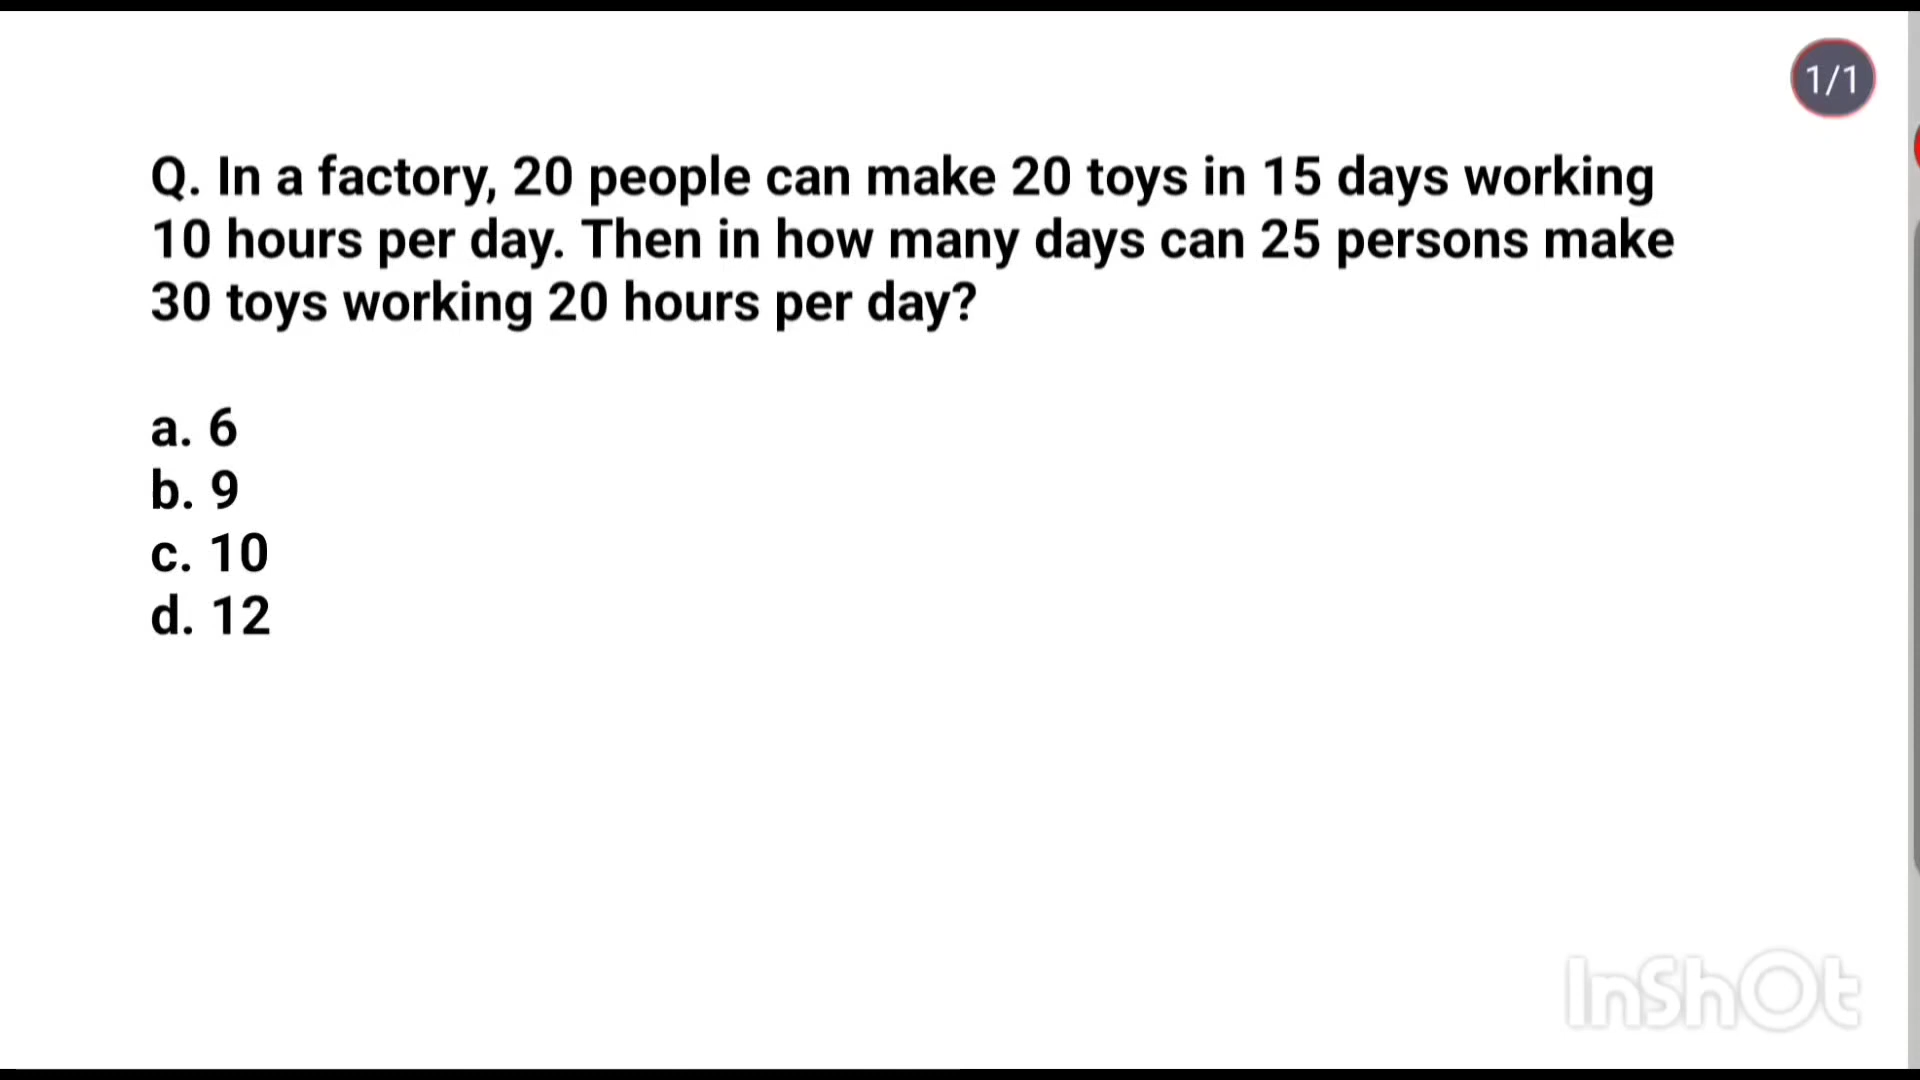 1/1
Q. In a factory, 20 people can make 20 toys in 15 days working
10 hours per day. Then in how many days can 25 persons make
30 toys working 20 hours per day?
a. 6
b. 9
c. 10
d. 12
InShOt